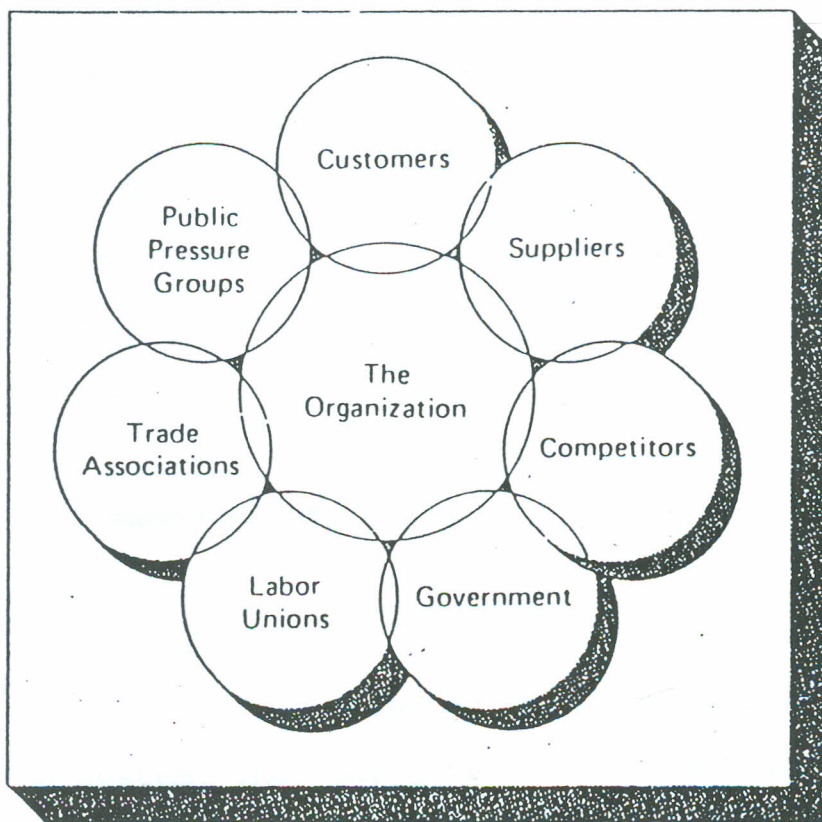 Customers
Public
Pressure
Groups
Suppliers
The
Organization
Trade
Associations
Competitors
Labor
Unions
Government